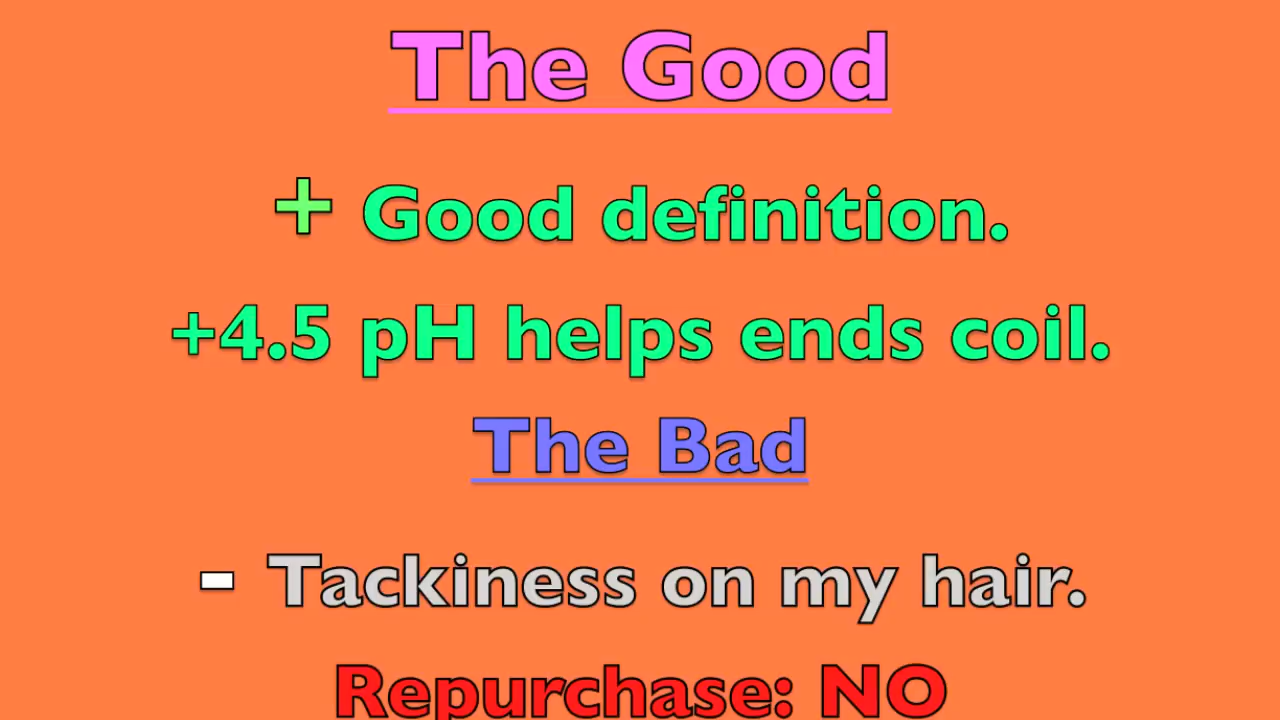 The Good
+ Good definition.
+4.5 pH helps ends coil.
The Bad
- Tackiness on my hair.
Repurchase: NO